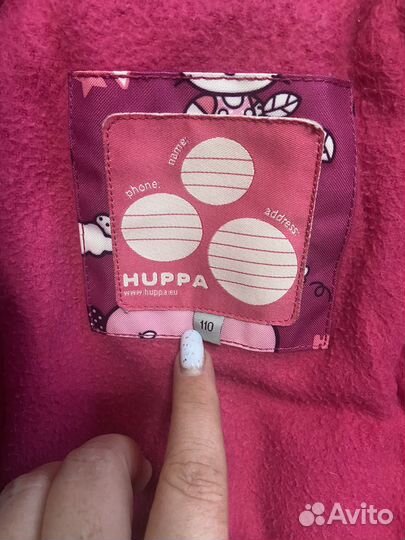 name:
phone:
address:
HUPPA
www.huppa.eu
110
H
Avito